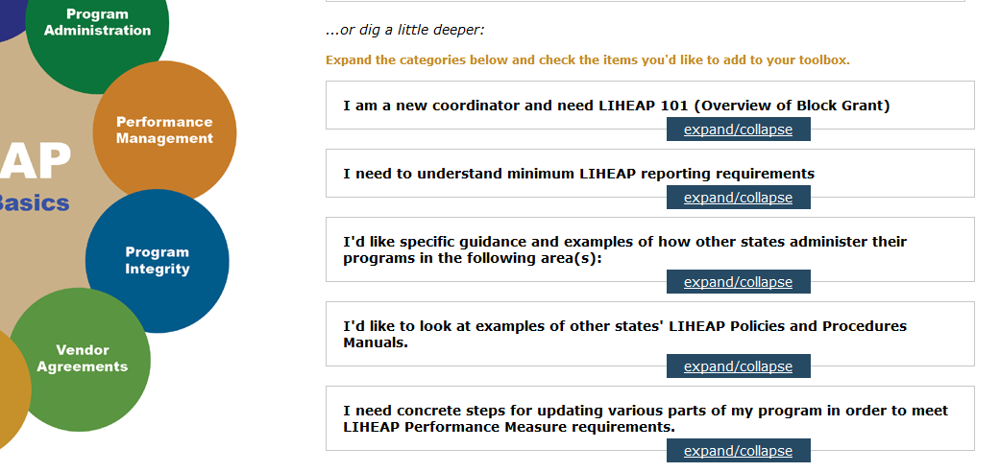 Program
Administration
Performance
Management
AP
Basics
Program
Integrity
Vendor
Agreements
...or dig a little deeper:
Expand the categories below and check the items you'd like to add to your toolbox.
I am a new coordinator and need LIHEAP 101 (Overview of Block Grant)
expand/collapse
I need to understand minimum LIHEAP reporting requirements
expand/collapse
I'd like specific guidance and examples of how other states administer their
programs in the following area(s):
expand/collapse
I'd like to look at examples of other states' LIHEAP Policies and Procedures
Manuals.
expand/collapse
I need concrete steps for updating various parts of my program in order to meet
LIHEAP Performance Measure requirements.
expand/collapse